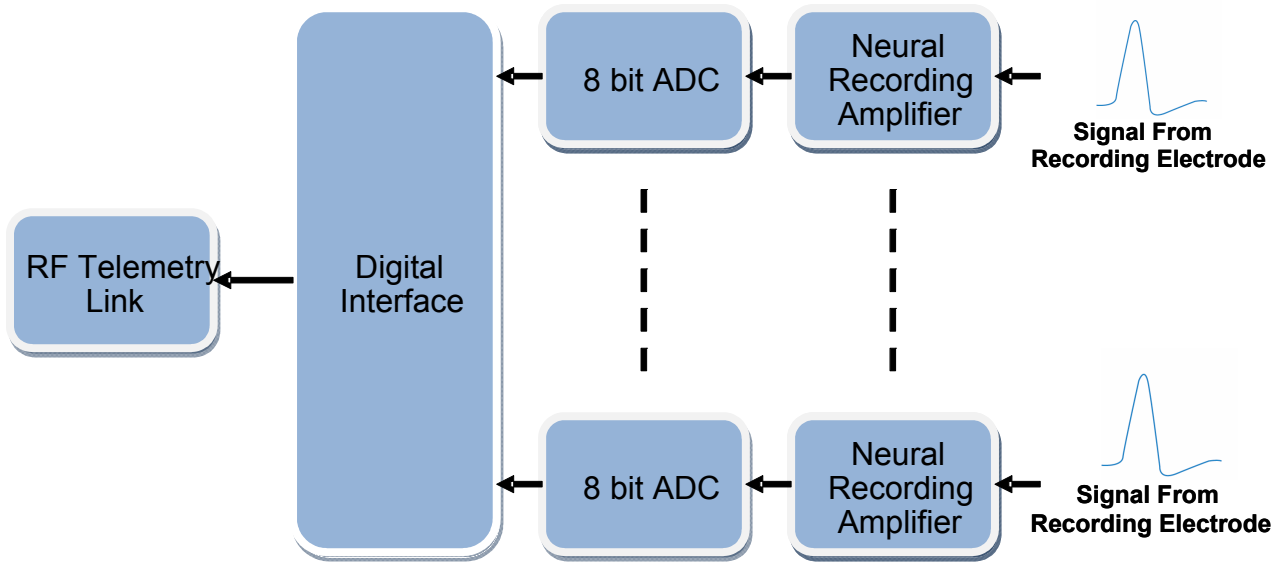 8 bit ADC
Neural
Recording
Amplifier
Signal From
Recording Electrode
RF Telemetry
Link
Digital
Interface
8 bit ADC
Neural
Recording
Amplifier
Signal From
Recording Electrode